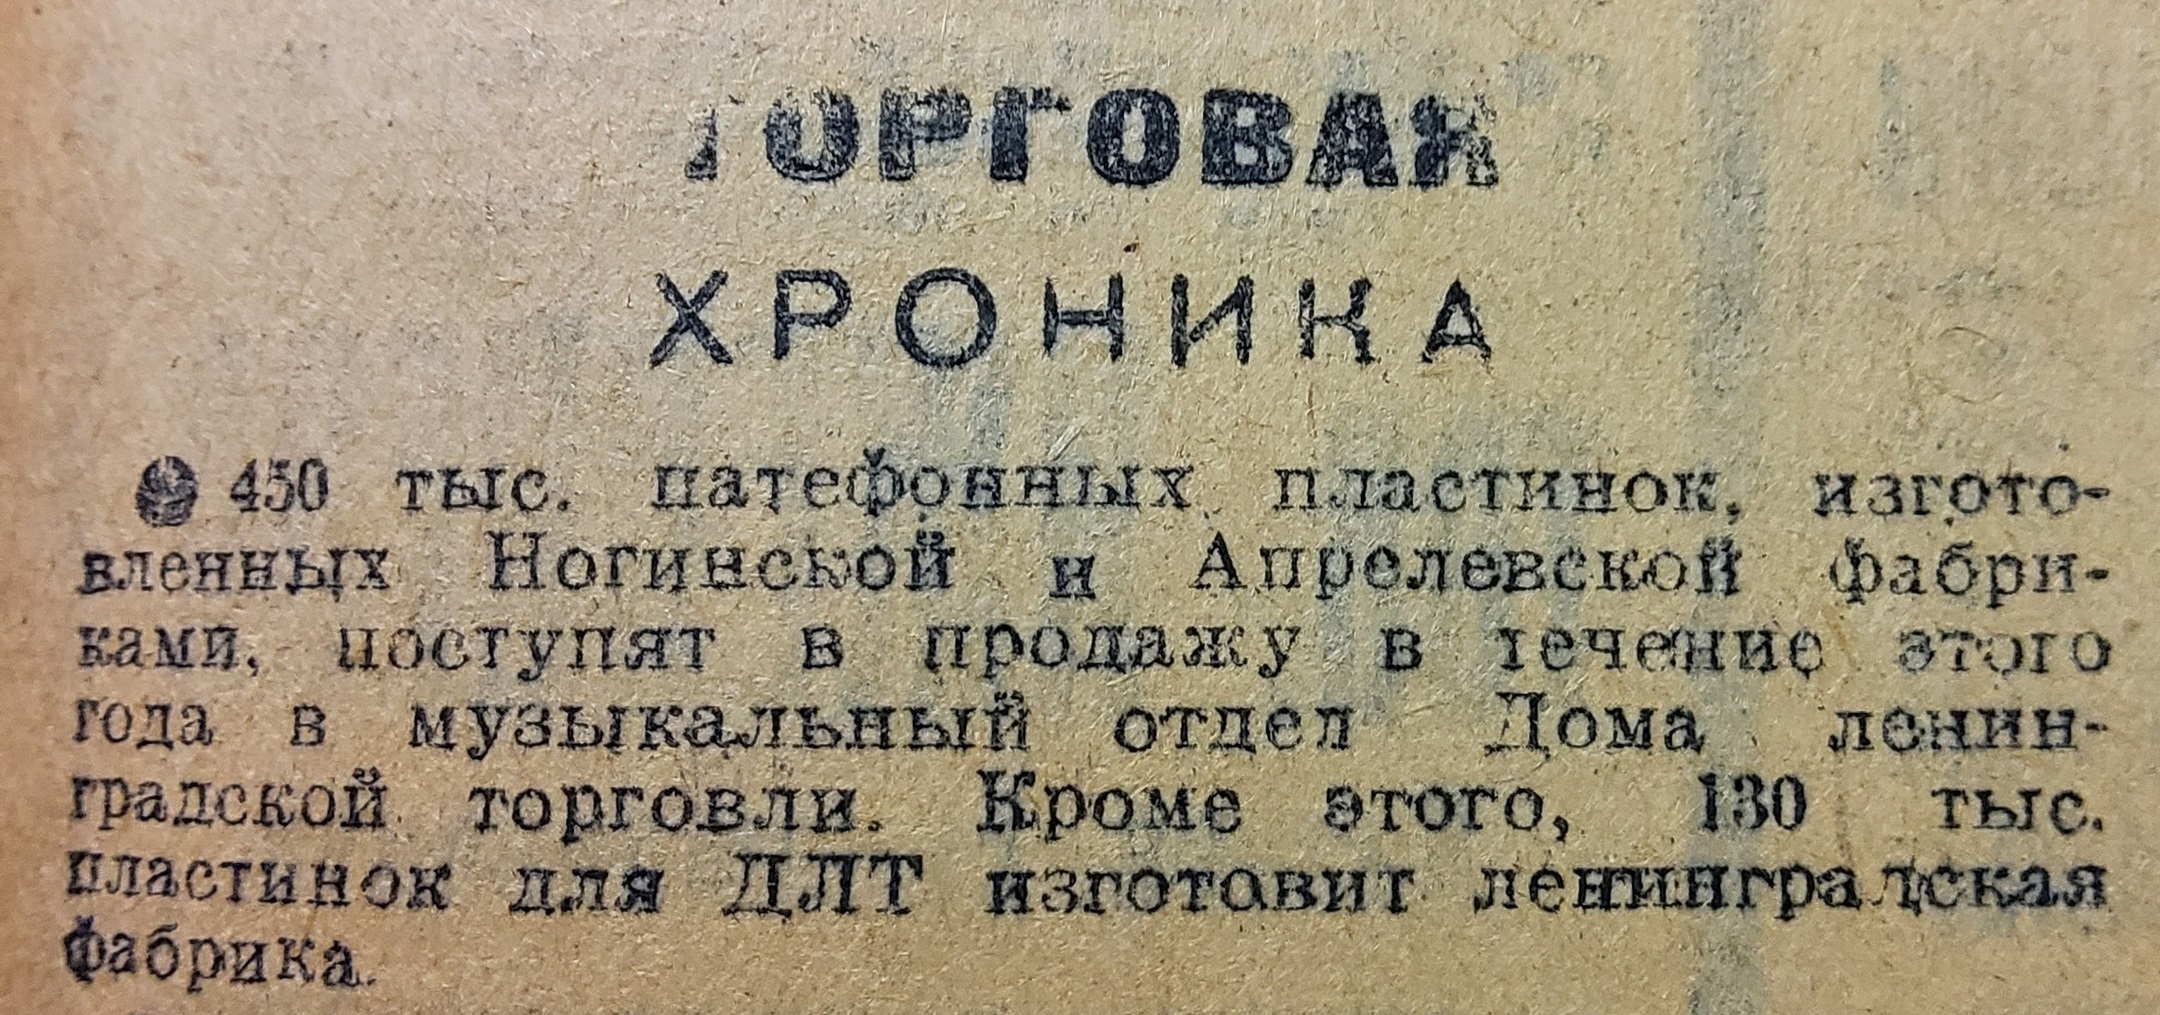 ТОРГОВАЯ
ХРОНИКА
● 450 тыс. патефонных пластинок, изгото-
вленных Ногинской и Апрелевской фабри-
ками, поступят в продажу в течение этого
года в музыкальный отдел Дома ленин-
градской торговли. Кроме этого, 130 тыс.
пластинок для ДЛТ изготовит ленинградская
фабрика.